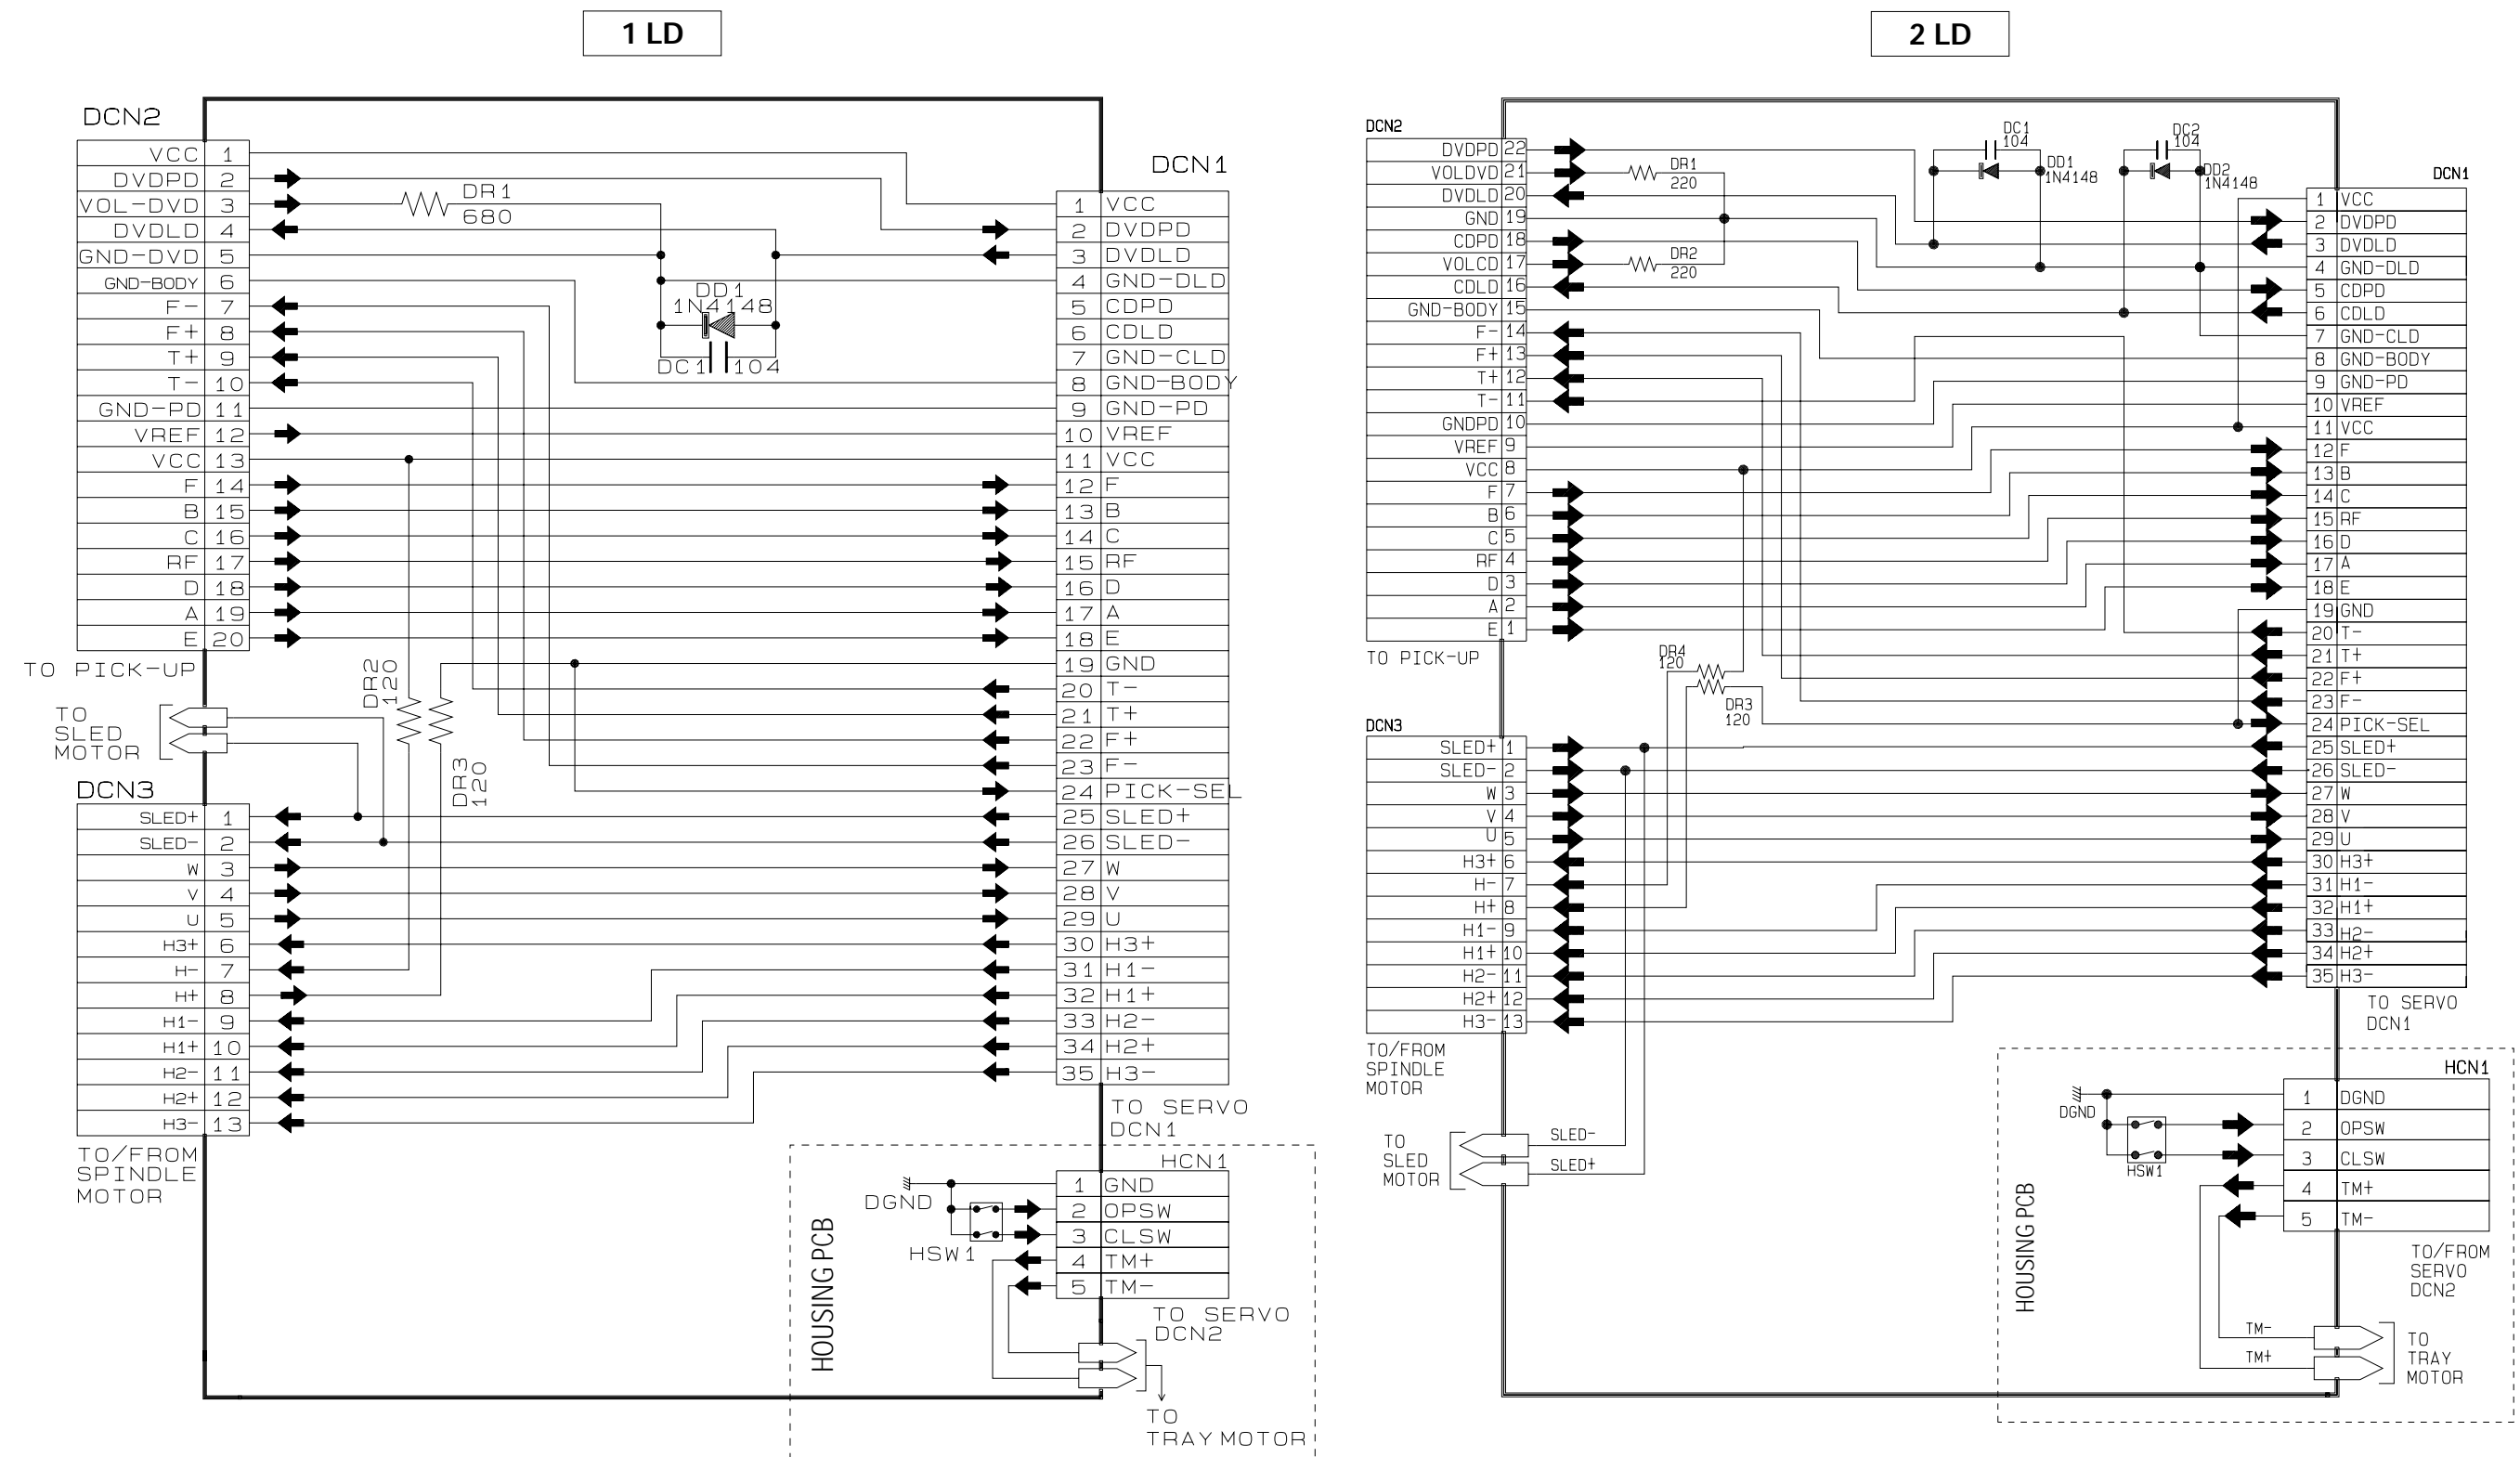 1 LD
DCN2
VCC 1
DVDPD 2
VOL-DVD 3
DVDLD 4
GND-DVD 5
GND-BODY 6
F- 7
F+ 8
T+ 9
T- 10
GND-PD 11
VREF 12
VCC 13
F 14
B 15
C 16
RF 17
D 18
A 19
E 20
TO PICK-UP
DR1
680
DD1
1N4148
DC1 104
DR2
120
DR3
120
TO
SLED
MOTOR
DCN3
SLED+ 1
SLED- 2
W 3
V 4
U 5
H3+ 6
H- 7
H+ 8
H1- 9
H1+ 10
H2- 11
H2+ 12
H3- 13
TO/FROM
SPINDLE
MOTOR
DCN1
1 VCC
2 DVDPD
3 DVDLD
4 GND-DLD
5 CDPD
6 CDLD
7 GND-CLD
8 GND-BODY
9 GND-PD
10 VREF
11 VCC
12 F
13 B
14 C
15 RF
16 D
17 A
18 E
19 GND
20 T-
21 T+
22 F+
23 F-
24 PICK-SEL
25 SLED+
26 SLED-
27 W
28 V
29 U
30 H3+
31 H1-
32 H1+
33 H2-
34 H2+
35 H3-
TO SERVO
DCN1
HCN1
1 GND
2 OPSW
3 CLSW
4 TM+
5 TM-
DGND
HSW1
HOUSING PCB
TO SERVO
DCN2
TO
TRAY MOTOR
2 LD
DCN2
DVDPD 22
VOLDVD 21
DVDLD 20
GND 19
CDPD 18
VOLCD 17
CDLD 16
GND-BODY 15
F- 14
F+ 13
T+ 12
T- 11
GNDPD 10
VREF 9
VCC 8
F 7
B 6
C 5
RF 4
D 3
A 2
E 1
TO PICK-UP
DR1
220
DR2
220
DC1
104
DD1
1N4148
DC2
104
DD2
1N4148
DR4
120
DR3
120
DCN3
SLED+ 1
SLED- 2
W 3
V 4
U 5
H3+ 6
H- 7
H+ 8
H1- 9
H1+ 10
H2- 11
H2+ 12
H3- 13
TO/FROM
SPINDLE
MOTOR
TO
SLED
MOTOR
SLED-
SLED+
DCN1
1 VCC
2 DVDPD
3 DVDLD
4 GND-DLD
5 CDPD
6 CDLD
7 GND-CLD
8 GND-BODY
9 GND-PD
10 VREF
11 VCC
12 F
13 B
14 C
15 RF
16 D
17 A
18 E
19 GND
20 T-
21 T+
22 F+
23 F-
24 PICK-SEL
25 SLED+
26 SLED-
27 W
28 V
29 U
30 H3+
31 H1-
32 H1+
33 H2-
34 H2+
35 H3-
TO SERVO
DCN1
HCN1
1 DGND
2 OPSW
3 CLSW
4 TM+
5 TM-
DGND
HSW1
HOUSING PCB
TO/FROM
SERVO
DCN2
TM-
TM+
TO
TRAY
MOTOR